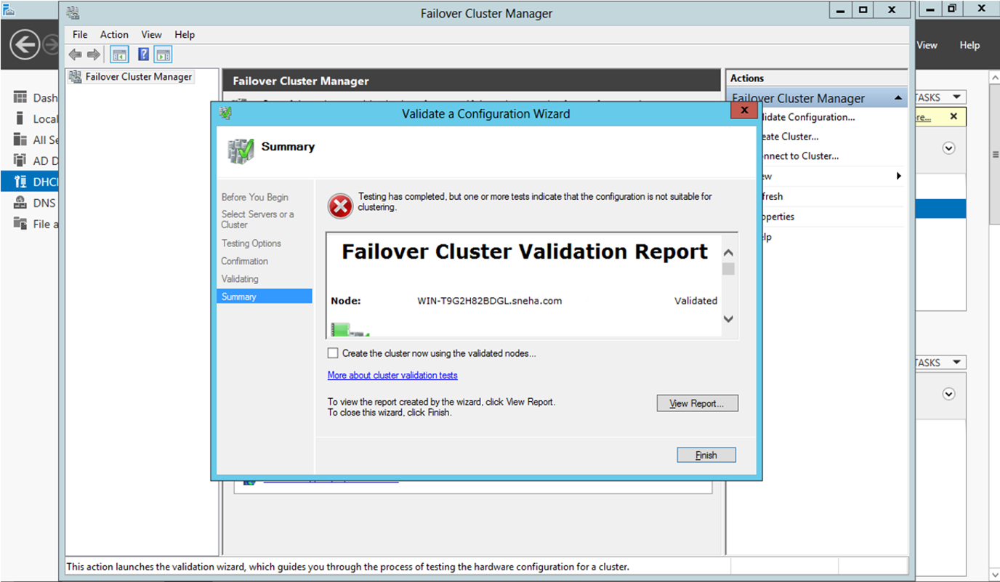 Failover Cluster Manager
File Action View Help
View Help
Failover Cluster Manager
Failover Cluster Manager
Actions
Failover Cluster Manager
Validate a Configuration Wizard
Summary
Before You Begin
Select Servers or a
Cluster
Testing Options
Confirmation
Validating
Summary
Testing has completed, but one or more tests indicate that the configuration is not suitable for
clustering.
Failover Cluster Validation Report
Node: WIN-T9G2H82BDGL.sneha.com Validated
Create the cluster now using the validated nodes...
More about cluster validation tests
To view the report created by the wizard, click View Report.
To close this wizard, click Finish.
View Report...
Finish
idate Configuration...
eate Cluster...
nnect to Cluster...
ew
fresh
operties
elp
Dash
Local
All Se
AD D
DHC
DNS
File a
TASKS
re...
TASKS
This action launches the validation wizard, which guides you through the process of testing the hardware configuration for a cluster.